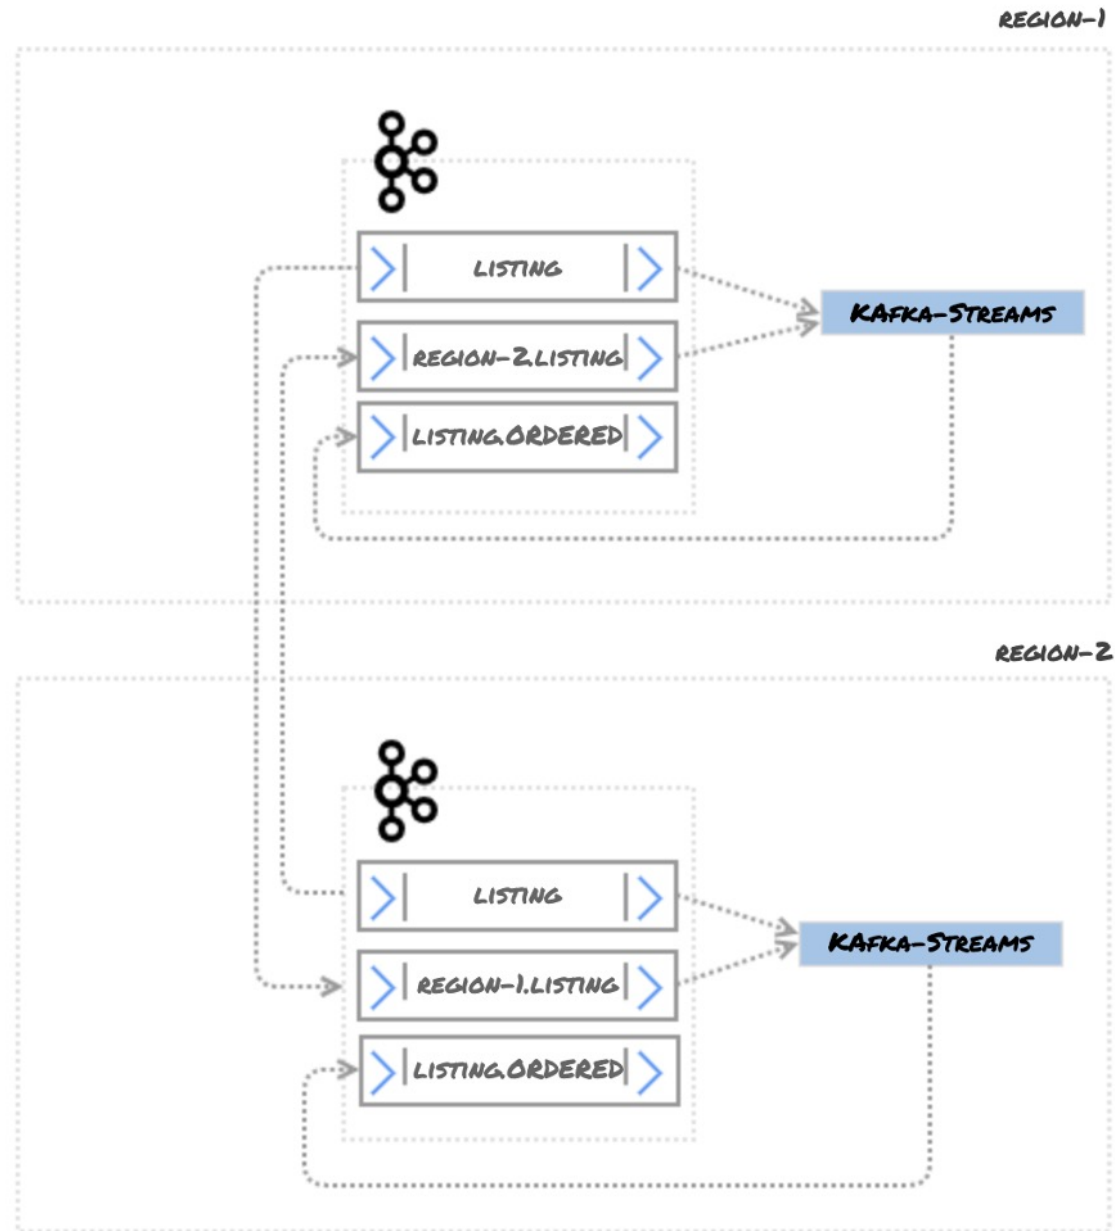 REGION-1
LISTING
KAFKA-STREAMS
REGION-2.LISTING
LISTING.ORDERED
REGION-2
LISTING
KAFKA-STREAMS
REGION-1.LISTING
LISTING.ORDERED